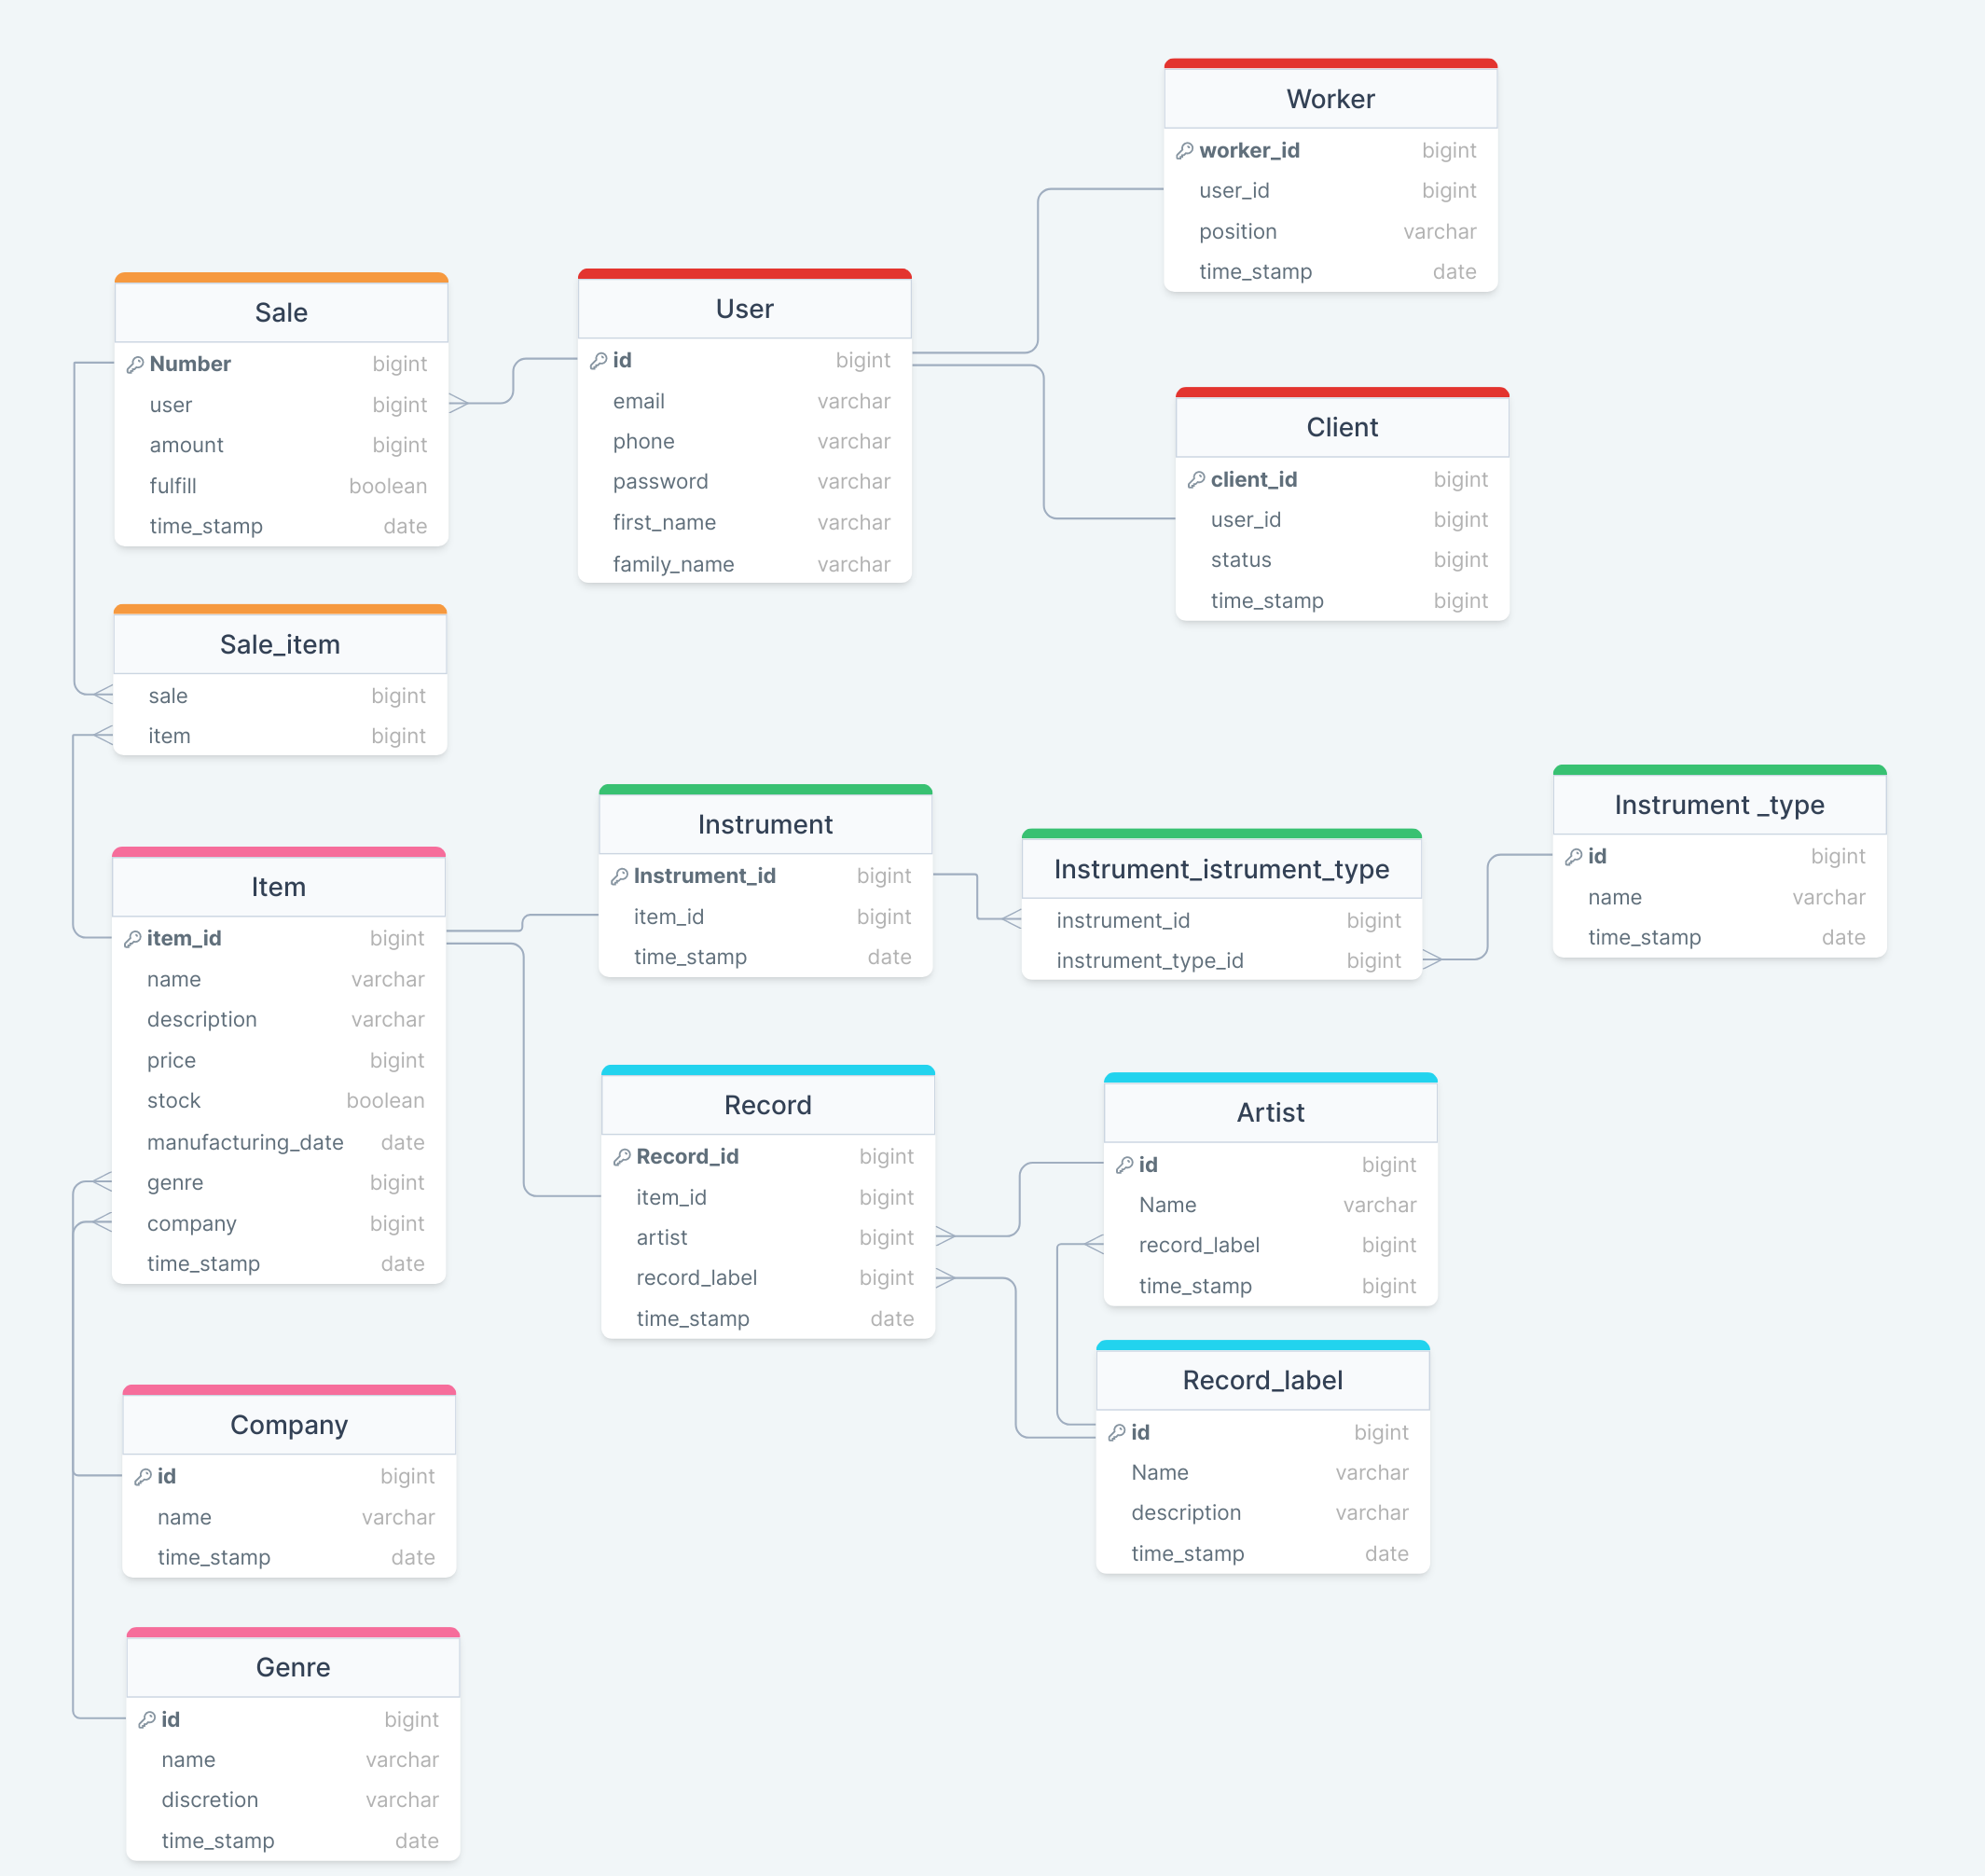 Worker
worker_id bigint
user_id bigint
position varchar
time_stamp date
Sale
Number bigint
user bigint
amount bigint
fulfill boolean
time_stamp date
User
id bigint
email varchar
phone varchar
password varchar
first_name varchar
family_name varchar
Client
client_id bigint
user_id bigint
status bigint
time_stamp bigint
Sale_item
sale bigint
item bigint
Instrument
Instrument_id bigint
item_id bigint
time_stamp date
Instrument_istrument_type
instrument_id bigint
instrument_type_id bigint
Instrument _type
id bigint
name varchar
time_stamp date
Item
item_id bigint
name varchar
description varchar
price bigint
stock boolean
manufacturing_date date
genre bigint
company bigint
time_stamp date
Record
Record_id bigint
item_id bigint
artist bigint
record_label bigint
time_stamp date
Artist
id bigint
Name varchar
record_label bigint
time_stamp bigint
Record_label
id bigint
Name varchar
description varchar
time_stamp date
Company
id bigint
name varchar
time_stamp date
Genre
id bigint
name varchar
discretion varchar
time_stamp date